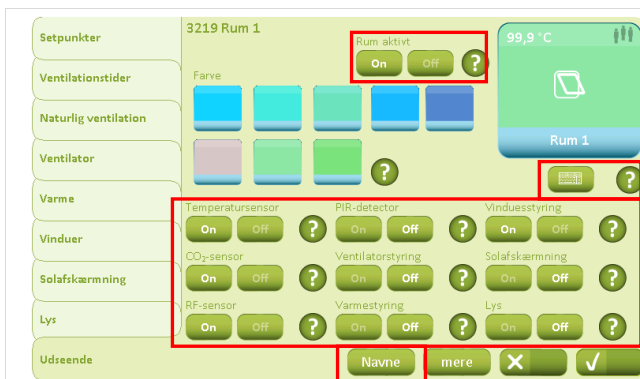 Setpunkter
Ventilationstider
Naturlig ventilation
Ventilator
Varme
Vinduer
Solafskærmning
Lys
Udseende
3219 Rum 1
Rum aktivt
On Off ?
Farve
?
99,9 °C
Rum 1
?
Temperatursensor PIR-detector Vinduesstyring
On Off ? On Off ? On Off ?
CO₂-sensor Ventilatorstyring Solafskærmning
On Off ? On Off ? On Off ?
RF-sensor Varmestyring Lys
On Off ? On Off ? On Off ?
Navne mere